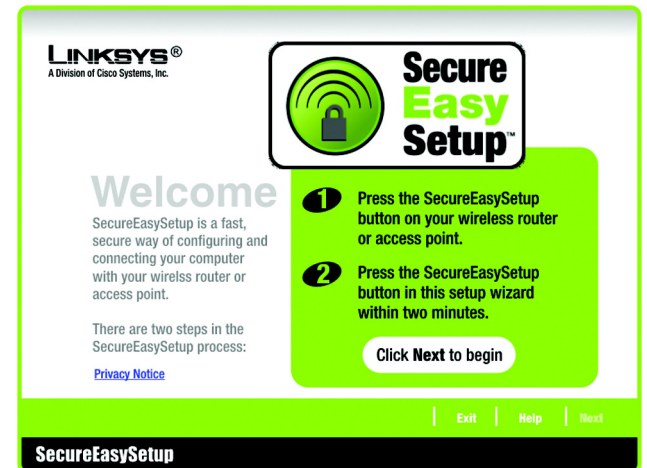 LINKSYS®
A Division of Cisco Systems, Inc.
Secure
Easy
Setup™
Welcome
SecureEasySetup is a fast,
secure way of configuring and
connecting your computer
with your wirelss router or
access point.
There are two steps in the
SecureEasySetup process:
Privacy Notice
1 Press the SecureEasySetup
button on your wireless router
or access point.
2 Press the SecureEasySetup
button in this setup wizard
within two minutes.
Click Next to begin
Exit Help Next
SecureEasySetup